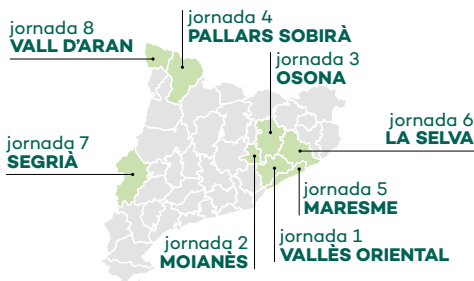 jornada 8
VALL D'ARAN
jornada 4
PALLARS SOBIRÀ
jornada 3
OSONA
jornada 6
LA SELVA
jornada 7
SEGRIÀ
jornada 5
MARESME
jornada 2
MOIANÈS
jornada 1
VALLÈS ORIENTAL